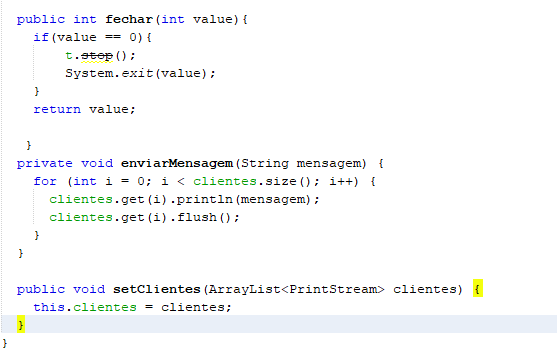 public int fechar(int value){
if(value == 0){
t.stop();
System.exit(value);
}
return value;
}
private void enviarMensagem(String mensagem) {
for (int i = 0; i < clientes.size(); i++) {
clientes.get(i).println(mensagem);
clientes.get(i).flush();
}
}
public void setClientes(ArrayList<PrintStream> clientes) {
this.clientes = clientes;
}
}